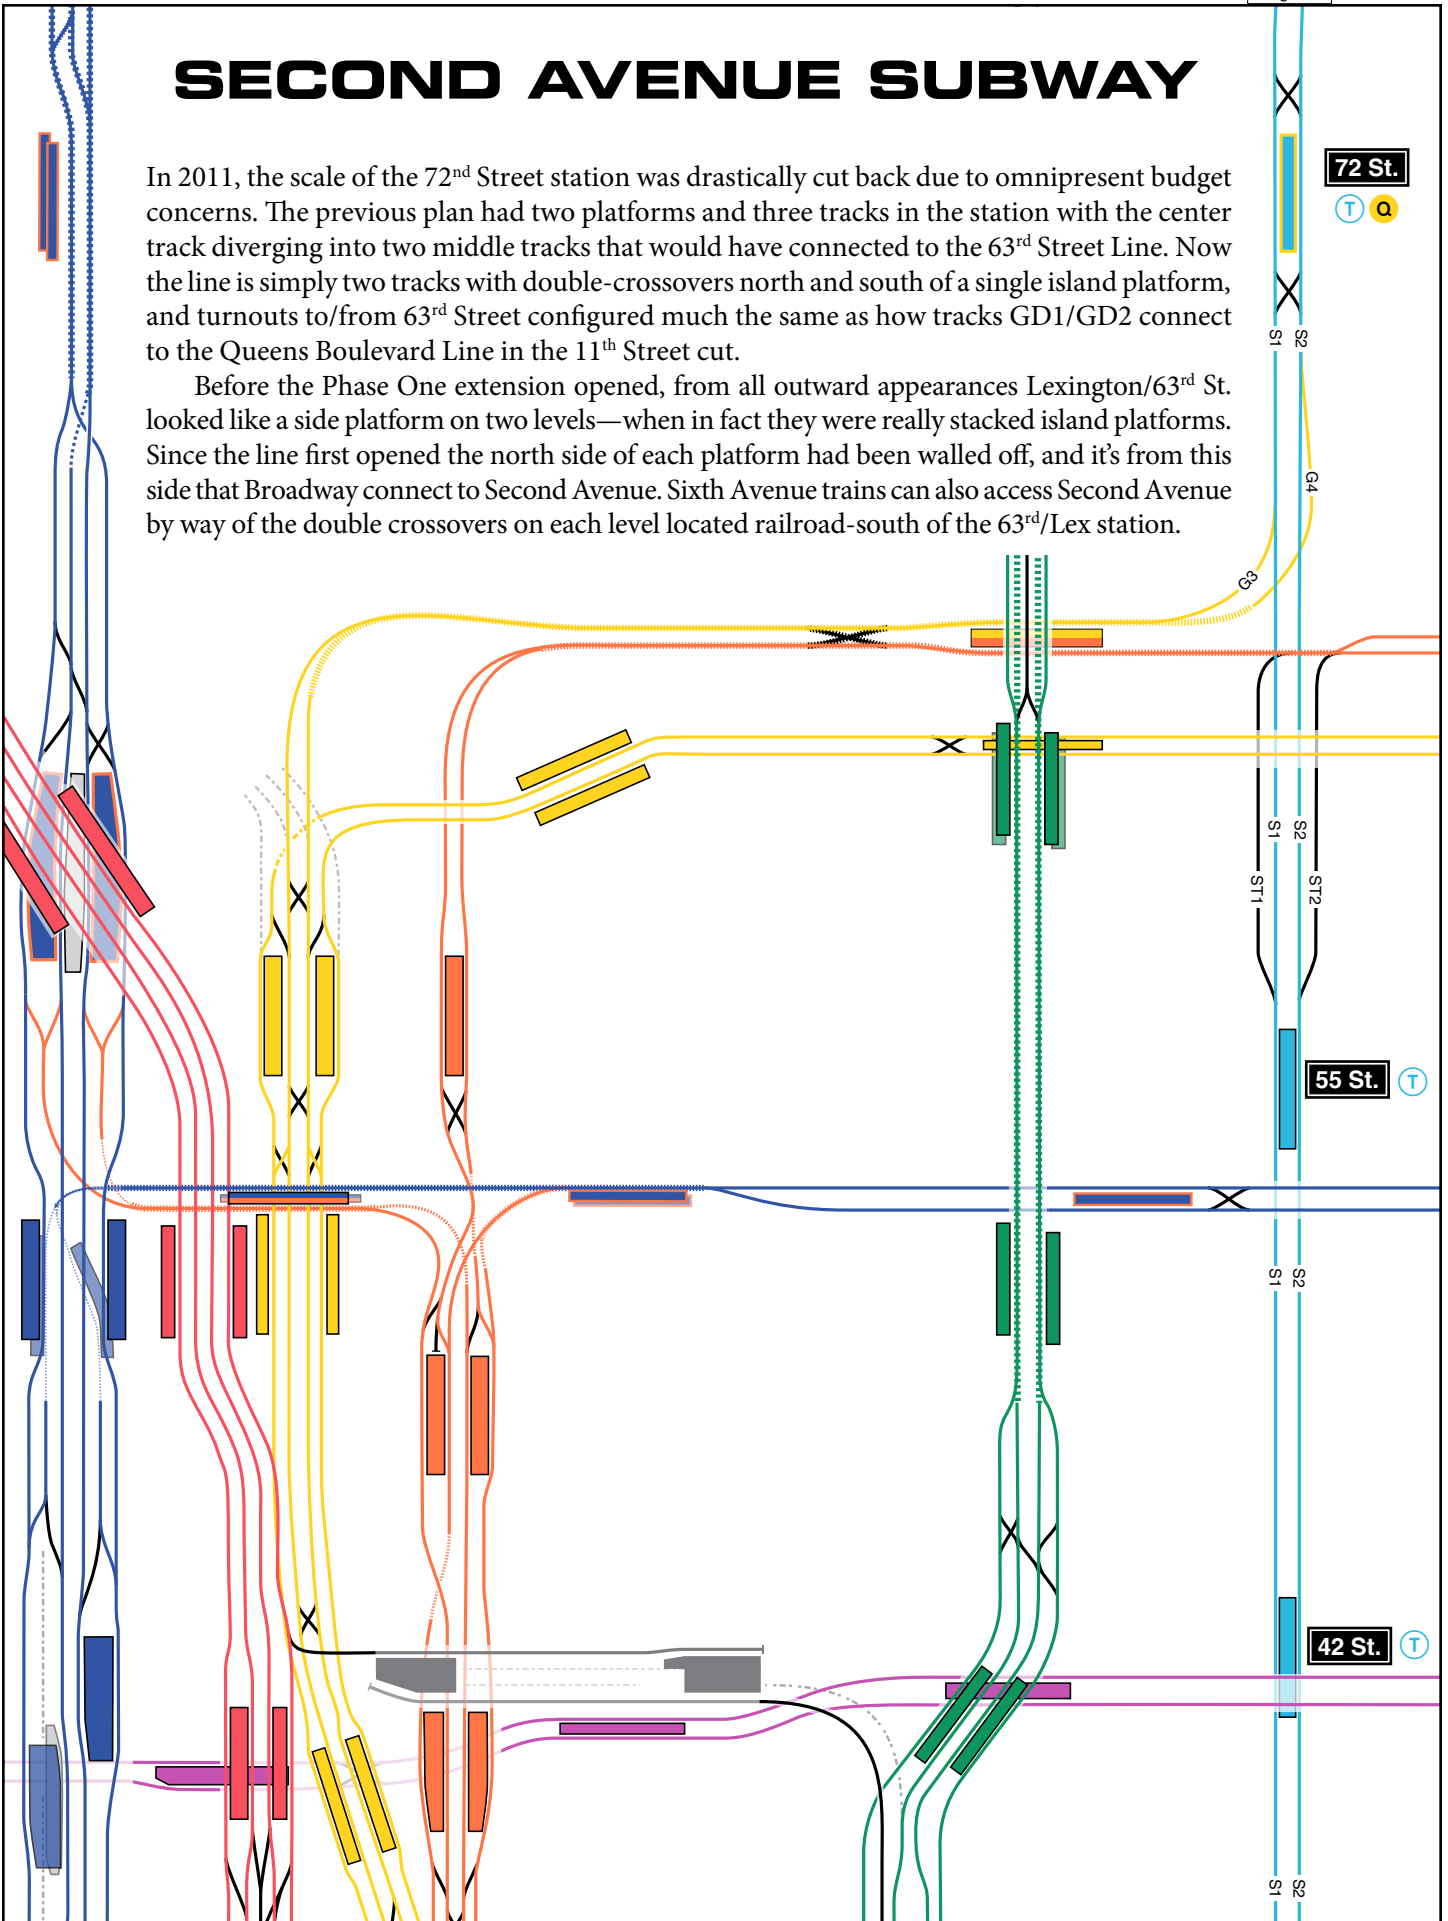 SECOND AVENUE SUBWAY
72 St.
T Q
In 2011, the scale of the 72nd Street station was drastically cut back due to omnipresent budget
concerns. The previous plan had two platforms and three tracks in the station with the center
track diverging into two middle tracks that would have connected to the 63rd Street Line. Now
the line is simply two tracks with double-crossovers north and south of a single island platform,
and turnouts to/from 63rd Street configured much the same as how tracks GD1/GD2 connect
to the Queens Boulevard Line in the 11th Street cut.
Before the Phase One extension opened, from all outward appearances Lexington/63rd St.
looked like a side platform on two levels—when in fact they were really stacked island platforms.
Since the line first opened the north side of each platform had been walled off, and it's from this
side that Broadway connect to Second Avenue. Sixth Avenue trains can also access Second Avenue
by way of the double crossovers on each level located railroad-south of the 63rd/Lex station.
S1
S2
G4
G3
S1
S2
ST1
ST2
55 St.
T
S1
S2
42 St.
T
S1
S2